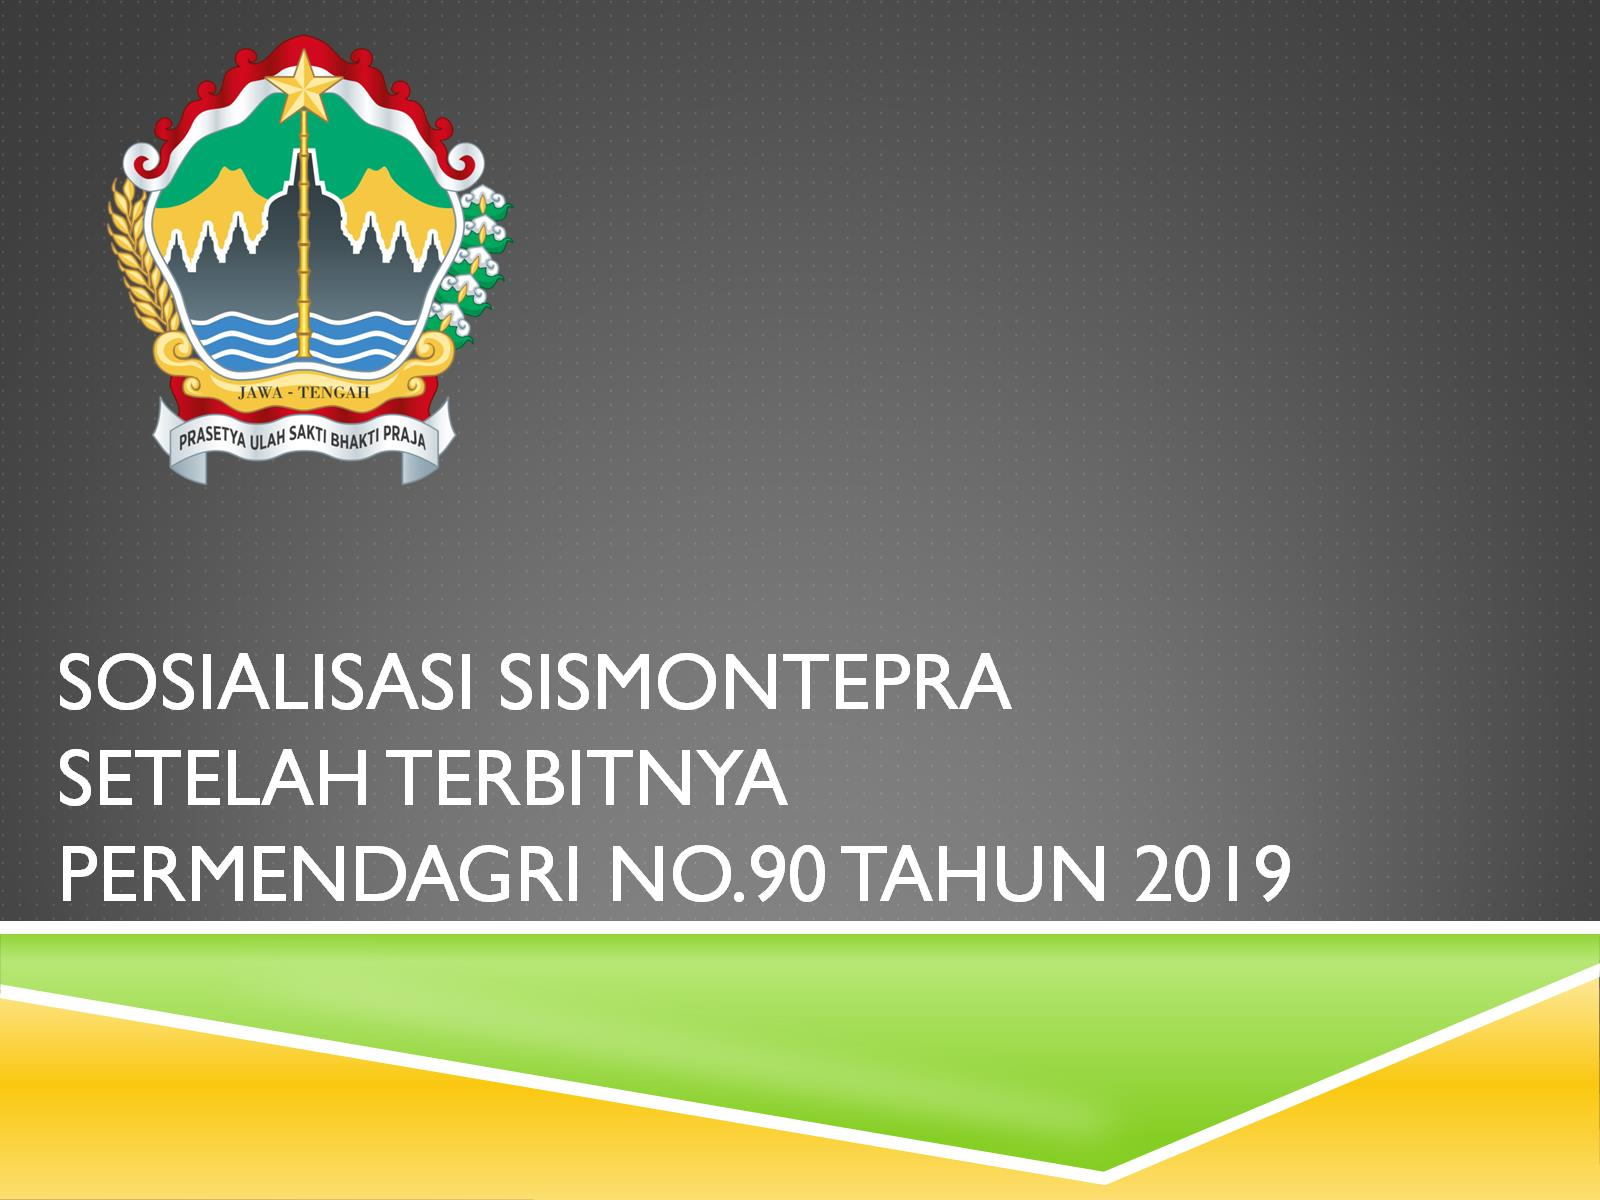 JAWA - TENGAH
PRASETYA ULAH SAKTI BHAKTI PRAJA
SOSIALISASI SISMONTEPRA
SETELAH TERBITNYA
PERMENDAGRI NO.90 TAHUN 2019